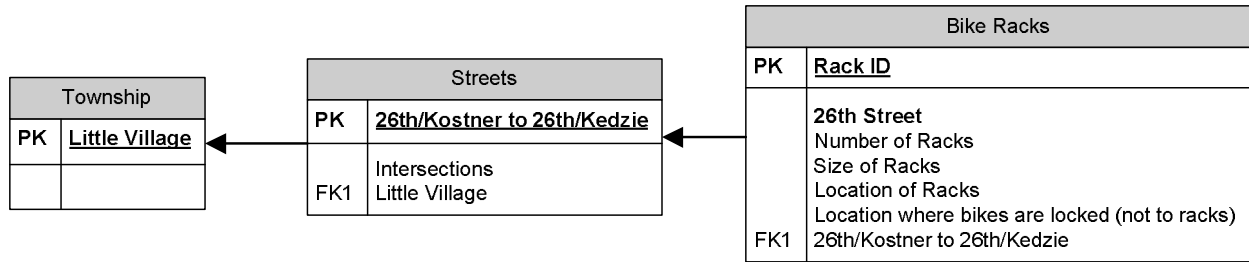 Township
PK Little Village
Streets
PK 26th/Kostner to 26th/Kedzie
Intersections
FK1 Little Village
Bike Racks
PK Rack ID
26th Street
Number of Racks
Size of Racks
Location of Racks
Location where bikes are locked (not to racks)
FK1 26th/Kostner to 26th/Kedzie